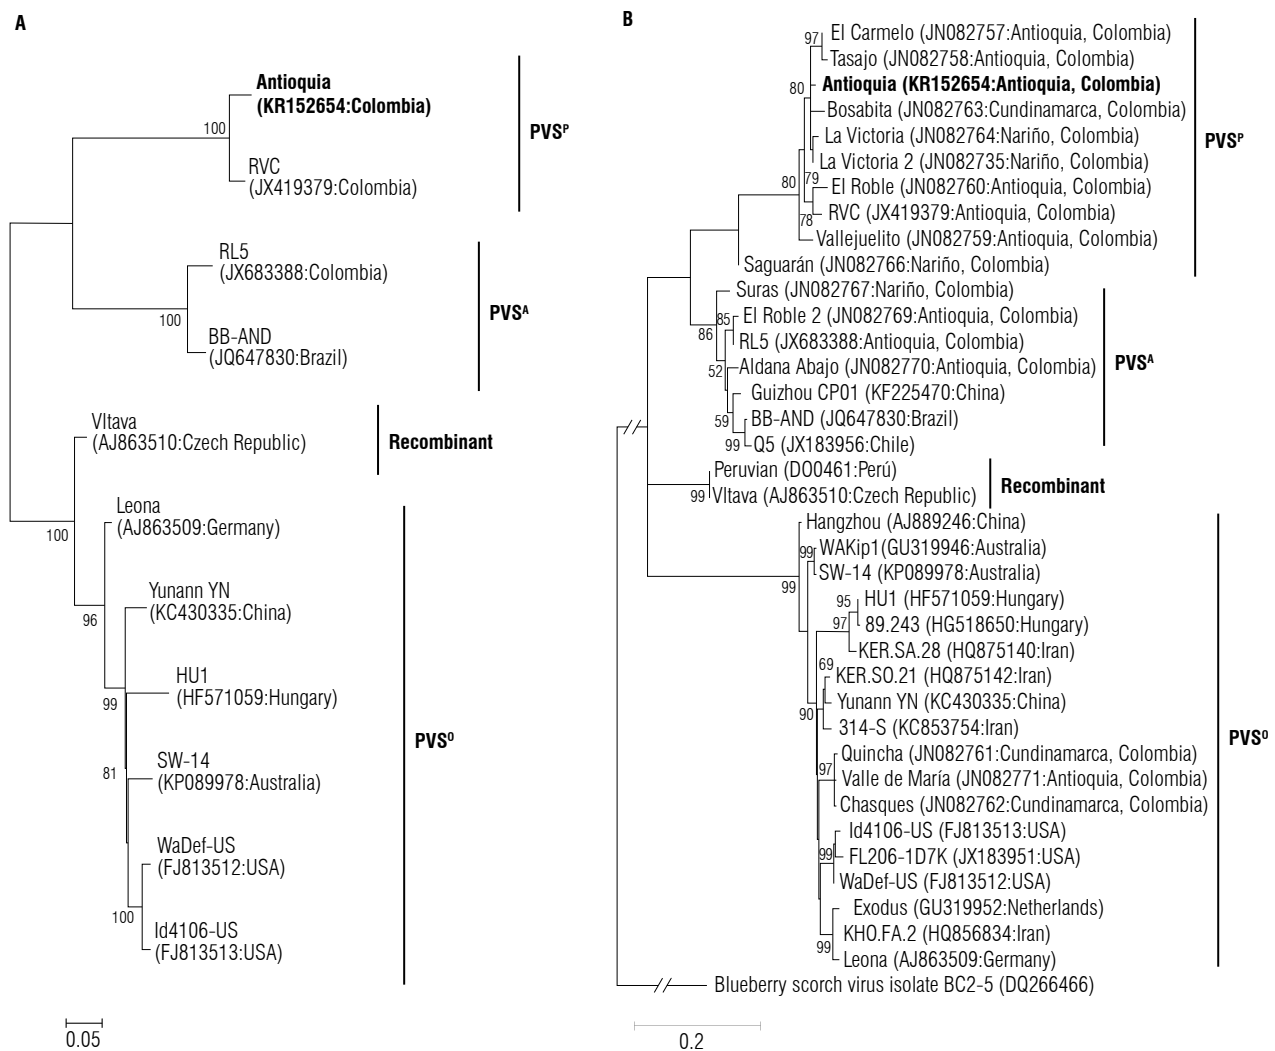 A
Antioquia
(KR152654:Colombia)
100
RVC
(JX419379:Colombia)
PVSᴾ
RL5
(JX683388:Colombia)
100
BB-AND
(JQ647830:Brazil)
PVSᴬ
Vltava
(AJ863510:Czech Republic)
Recombinant
100
Leona
(AJ863509:Germany)
96
Yunann YN
(KC430335:China)
99
HU1
(HF571059:Hungary)
81
SW-14
(KP089978:Australia)
WaDef-US
(FJ813512:USA)
100
Id4106-US
(FJ813513:USA)
PVSᴼ
0.05
B
97
El Carmelo (JN082757:Antioquia, Colombia)
Tasajo (JN082758:Antioquia, Colombia)
80
Antioquia (KR152654:Antioquia, Colombia)
Bosabita (JN082763:Cundinamarca, Colombia)
La Victoria (JN082764:Nariño, Colombia)
La Victoria 2 (JN082735:Nariño, Colombia)
80
79
El Roble (JN082760:Antioquia, Colombia)
78
RVC (JX419379:Antioquia, Colombia)
Vallejuelito (JN082759:Antioquia, Colombia)
Saguarán (JN082766:Nariño, Colombia)
PVSᴾ
Suras (JN082767:Nariño, Colombia)
86
85
El Roble 2 (JN082769:Antioquia, Colombia)
RL5 (JX683388:Antioquia, Colombia)
52
Aldana Abajo (JN082770:Antioquia, Colombia)
Guizhou CP01 (KF225470:China)
59
BB-AND (JQ647830:Brazil)
99
Q5 (JX183956:Chile)
PVSᴬ
Peruvian (DO0461:Perú)
99
Vltava (AJ863510:Czech Republic)
Recombinant
Hangzhou (AJ889246:China)
99
99
WAKip1(GU319946:Australia)
SW-14 (KP089978:Australia)
95
HU1 (HF571059:Hungary)
97
89.243 (HG518650:Hungary)
KER.SA.28 (HQ875140:Iran)
69
KER.SO.21 (HQ875142:Iran)
Yunann YN (KC430335:China)
90
314-S (KC853754:Iran)
Quincha (JN082761:Cundinamarca, Colombia)
97
Valle de María (JN082771:Antioquia, Colombia)
Chasques (JN082762:Cundinamarca, Colombia)
Id4106-US (FJ813513:USA)
99
FL206-1D7K (JX183951:USA)
WaDef-US (FJ813512:USA)
Exodus (GU319952:Netherlands)
KHO.FA.2 (HQ856834:Iran)
99
Leona (AJ863509:Germany)
PVSᴼ
Blueberry scorch virus isolate BC2-5 (DQ266466)
0.2